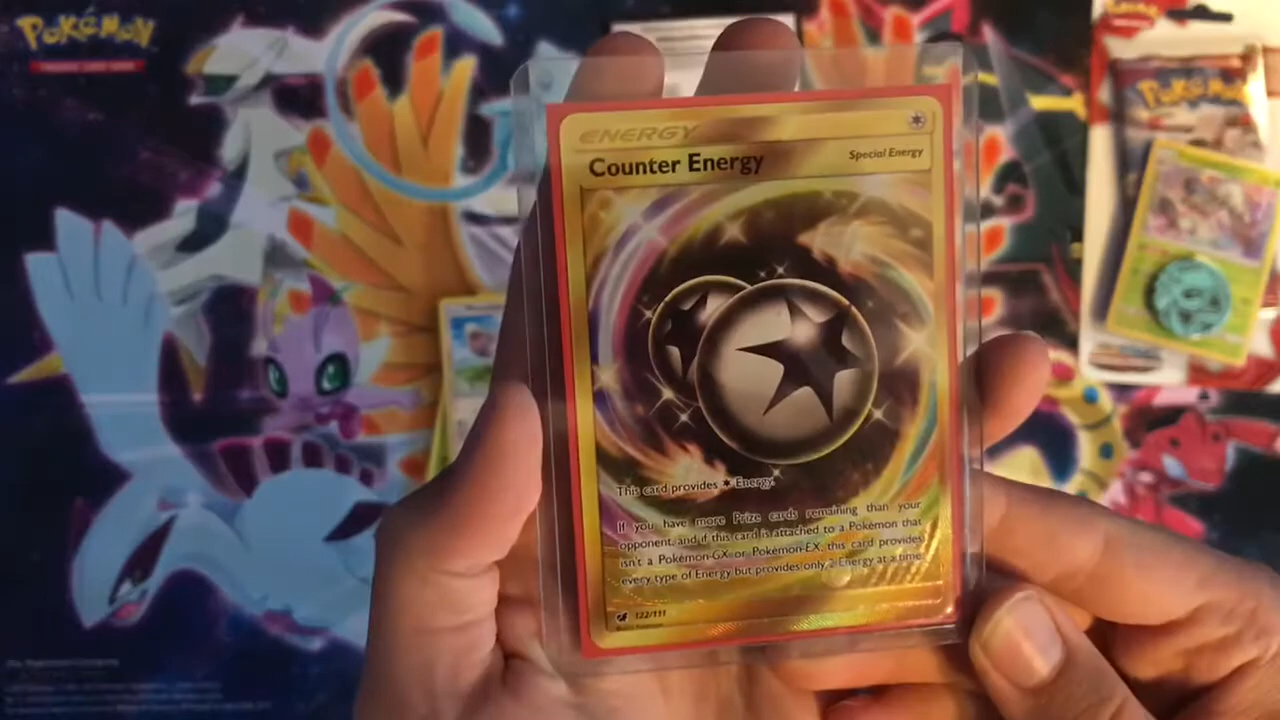 POKÉMON
ENERGY
Counter Energy
Special Energy
This card provides Energy.
If you have more Prize cards remaining than your
opponent, and if this card is attached to a Pokémon that
isn't a Pokémon-GX or Pokémon-EX, this card provides
every type of Energy but provides only 2 Energy at a time.
122/111
POKÉMON